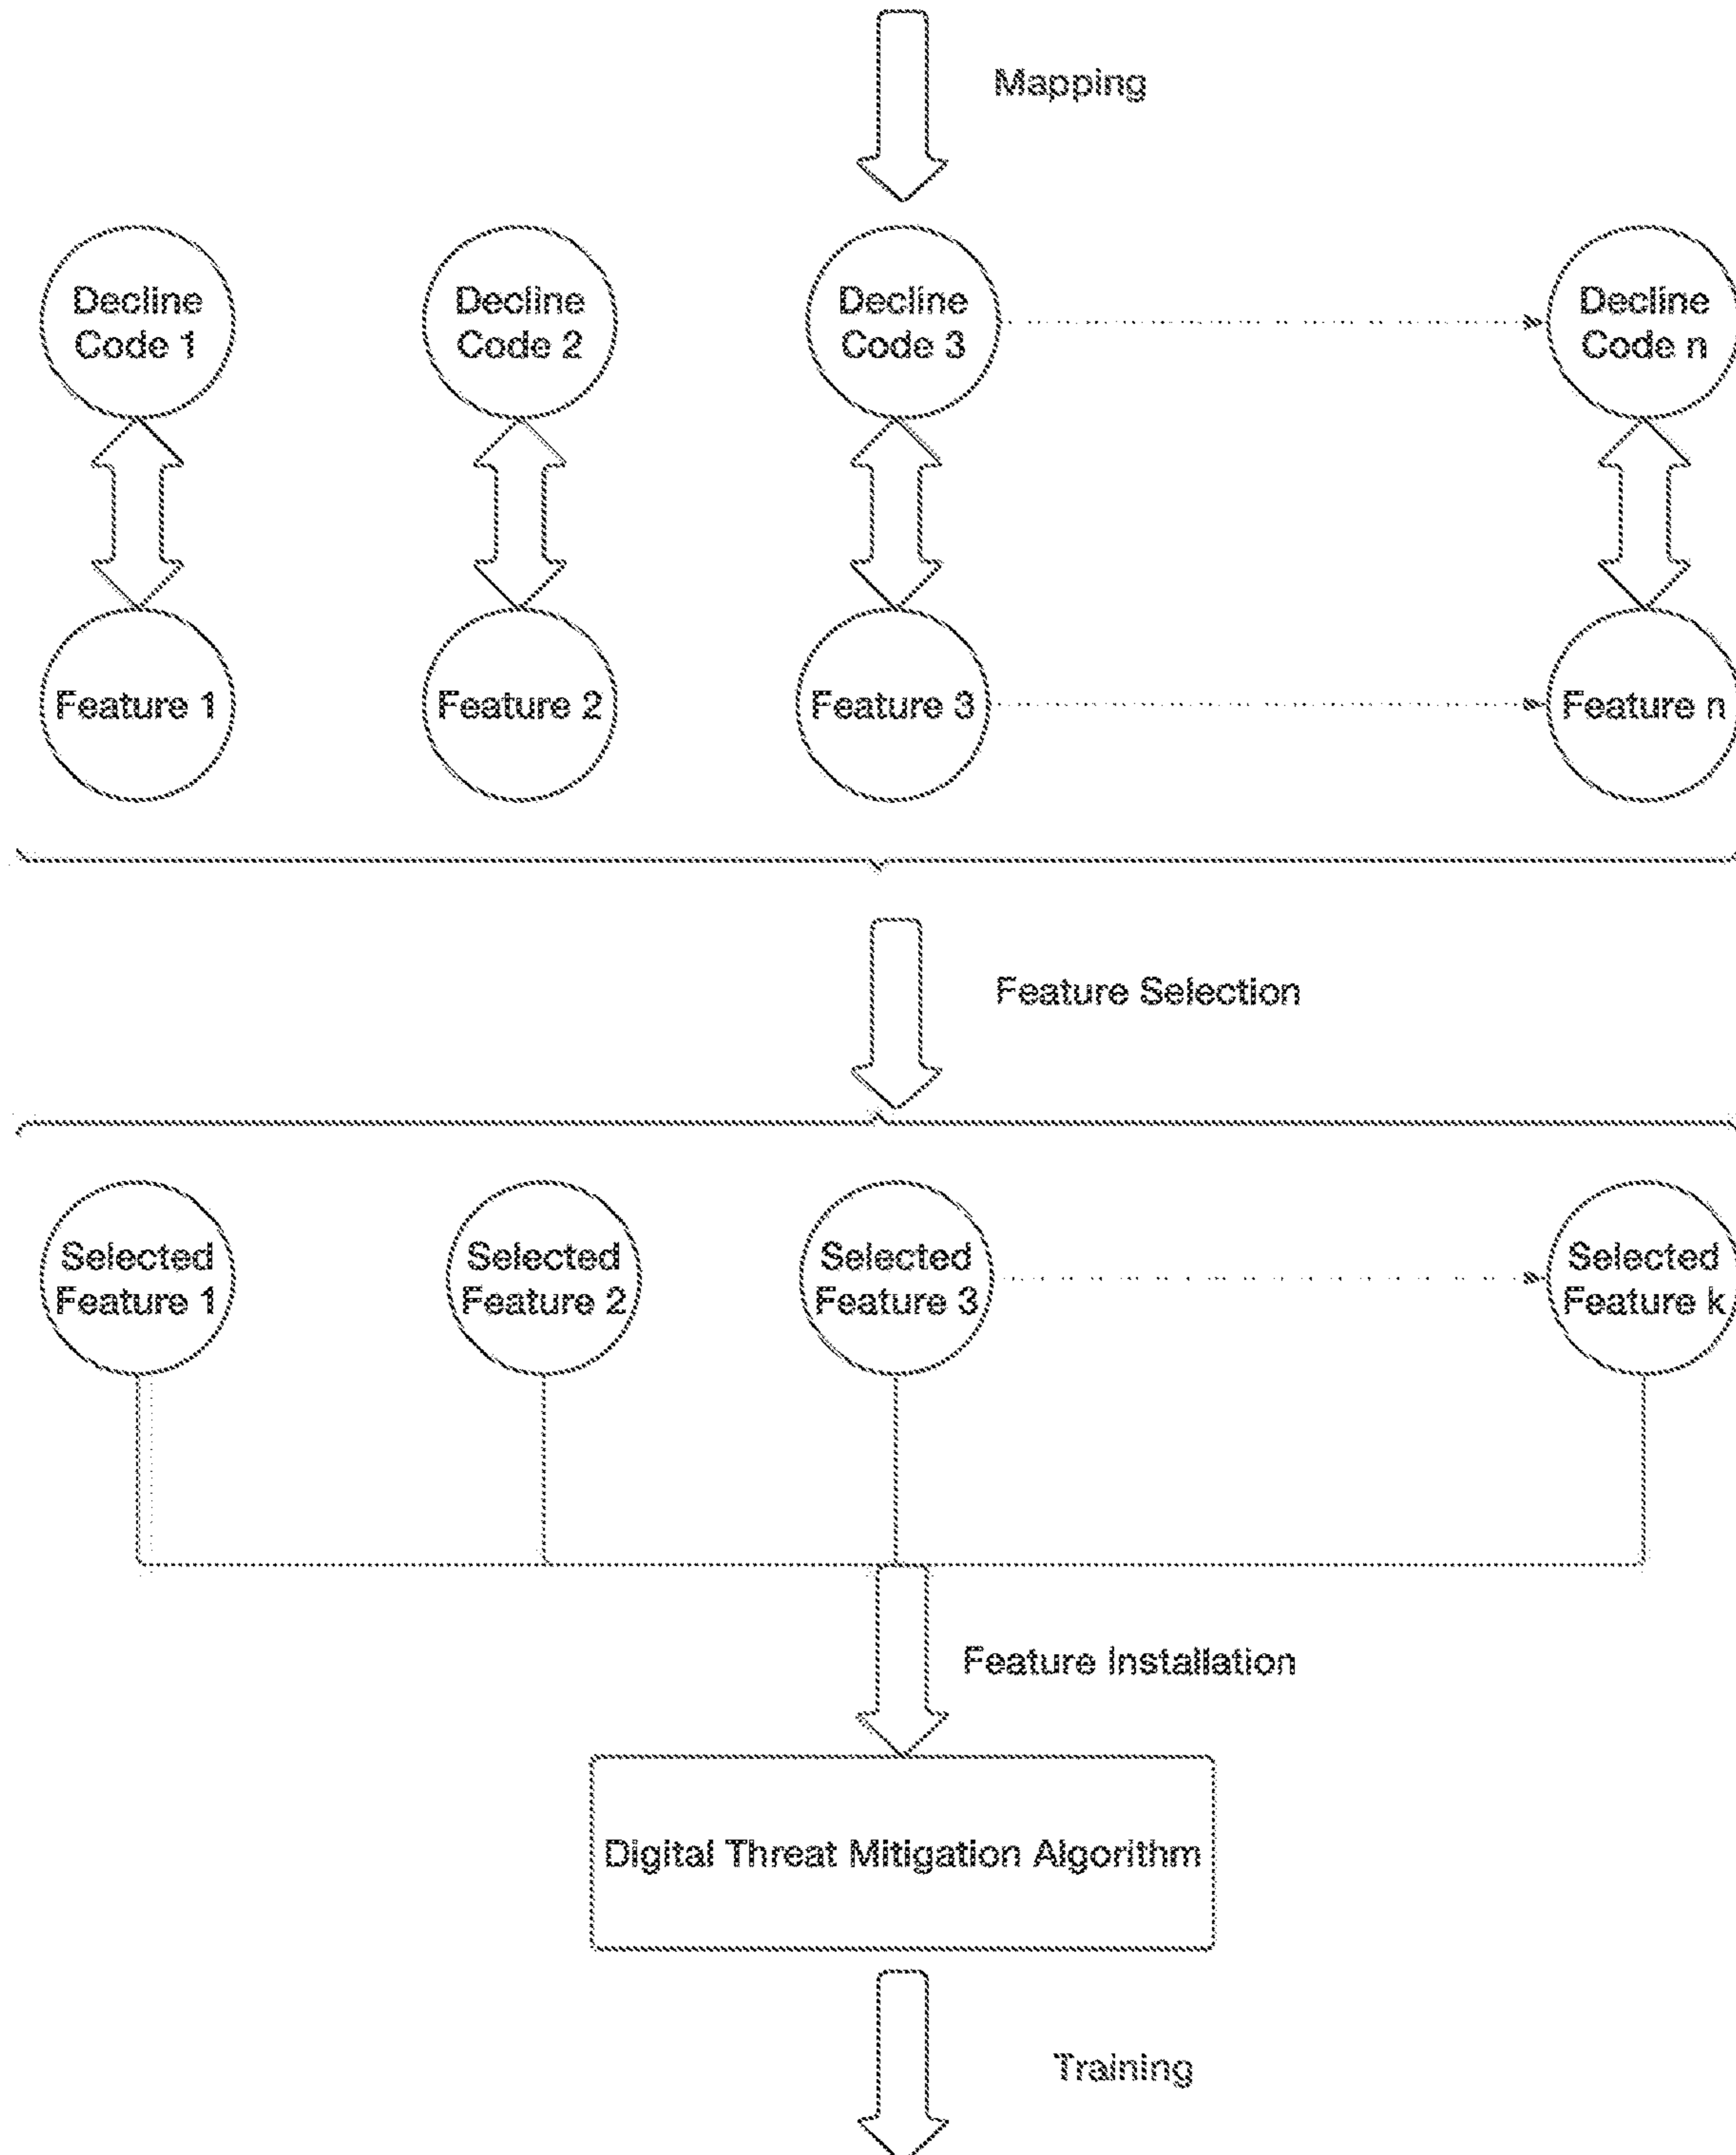 Mapping
Decline
Code 1
Decline
Code 2
Decline
Code 3
Decline
Code n
Feature 1
Feature 2
Feature 3
Feature n
Feature Selection
Selected
Feature 1
Selected
Feature 2
Selected
Feature 3
Selected
Feature k
Feature Installation
Digital Threat Mitigation Algorithm
Training